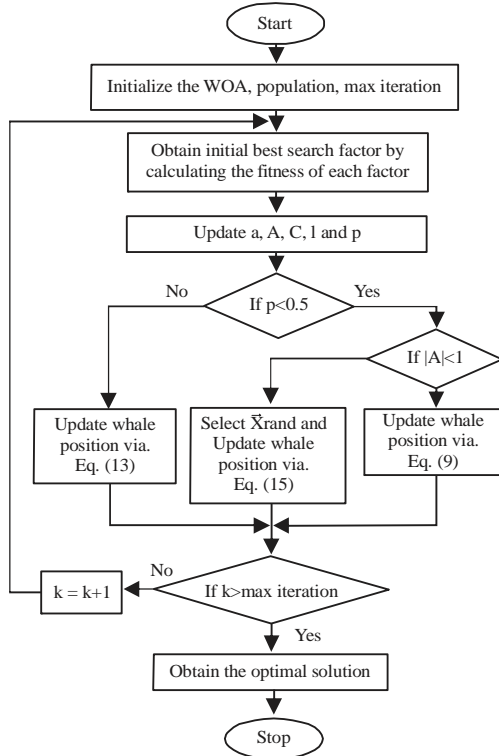 Start
Initialize the WOA, population, max iteration
Obtain initial best search factor by
calculating the fitness of each factor
Update a, A, C, l and p
No
If p<0.5
Yes
If |A|<1
Update whale
position via.
Eq. (13)
Select X⃗rand and
Update whale
position via.
Eq. (15)
Update whale
position via.
Eq. (9)
k = k+1
No
If k>max iteration
Yes
Obtain the optimal solution
Stop